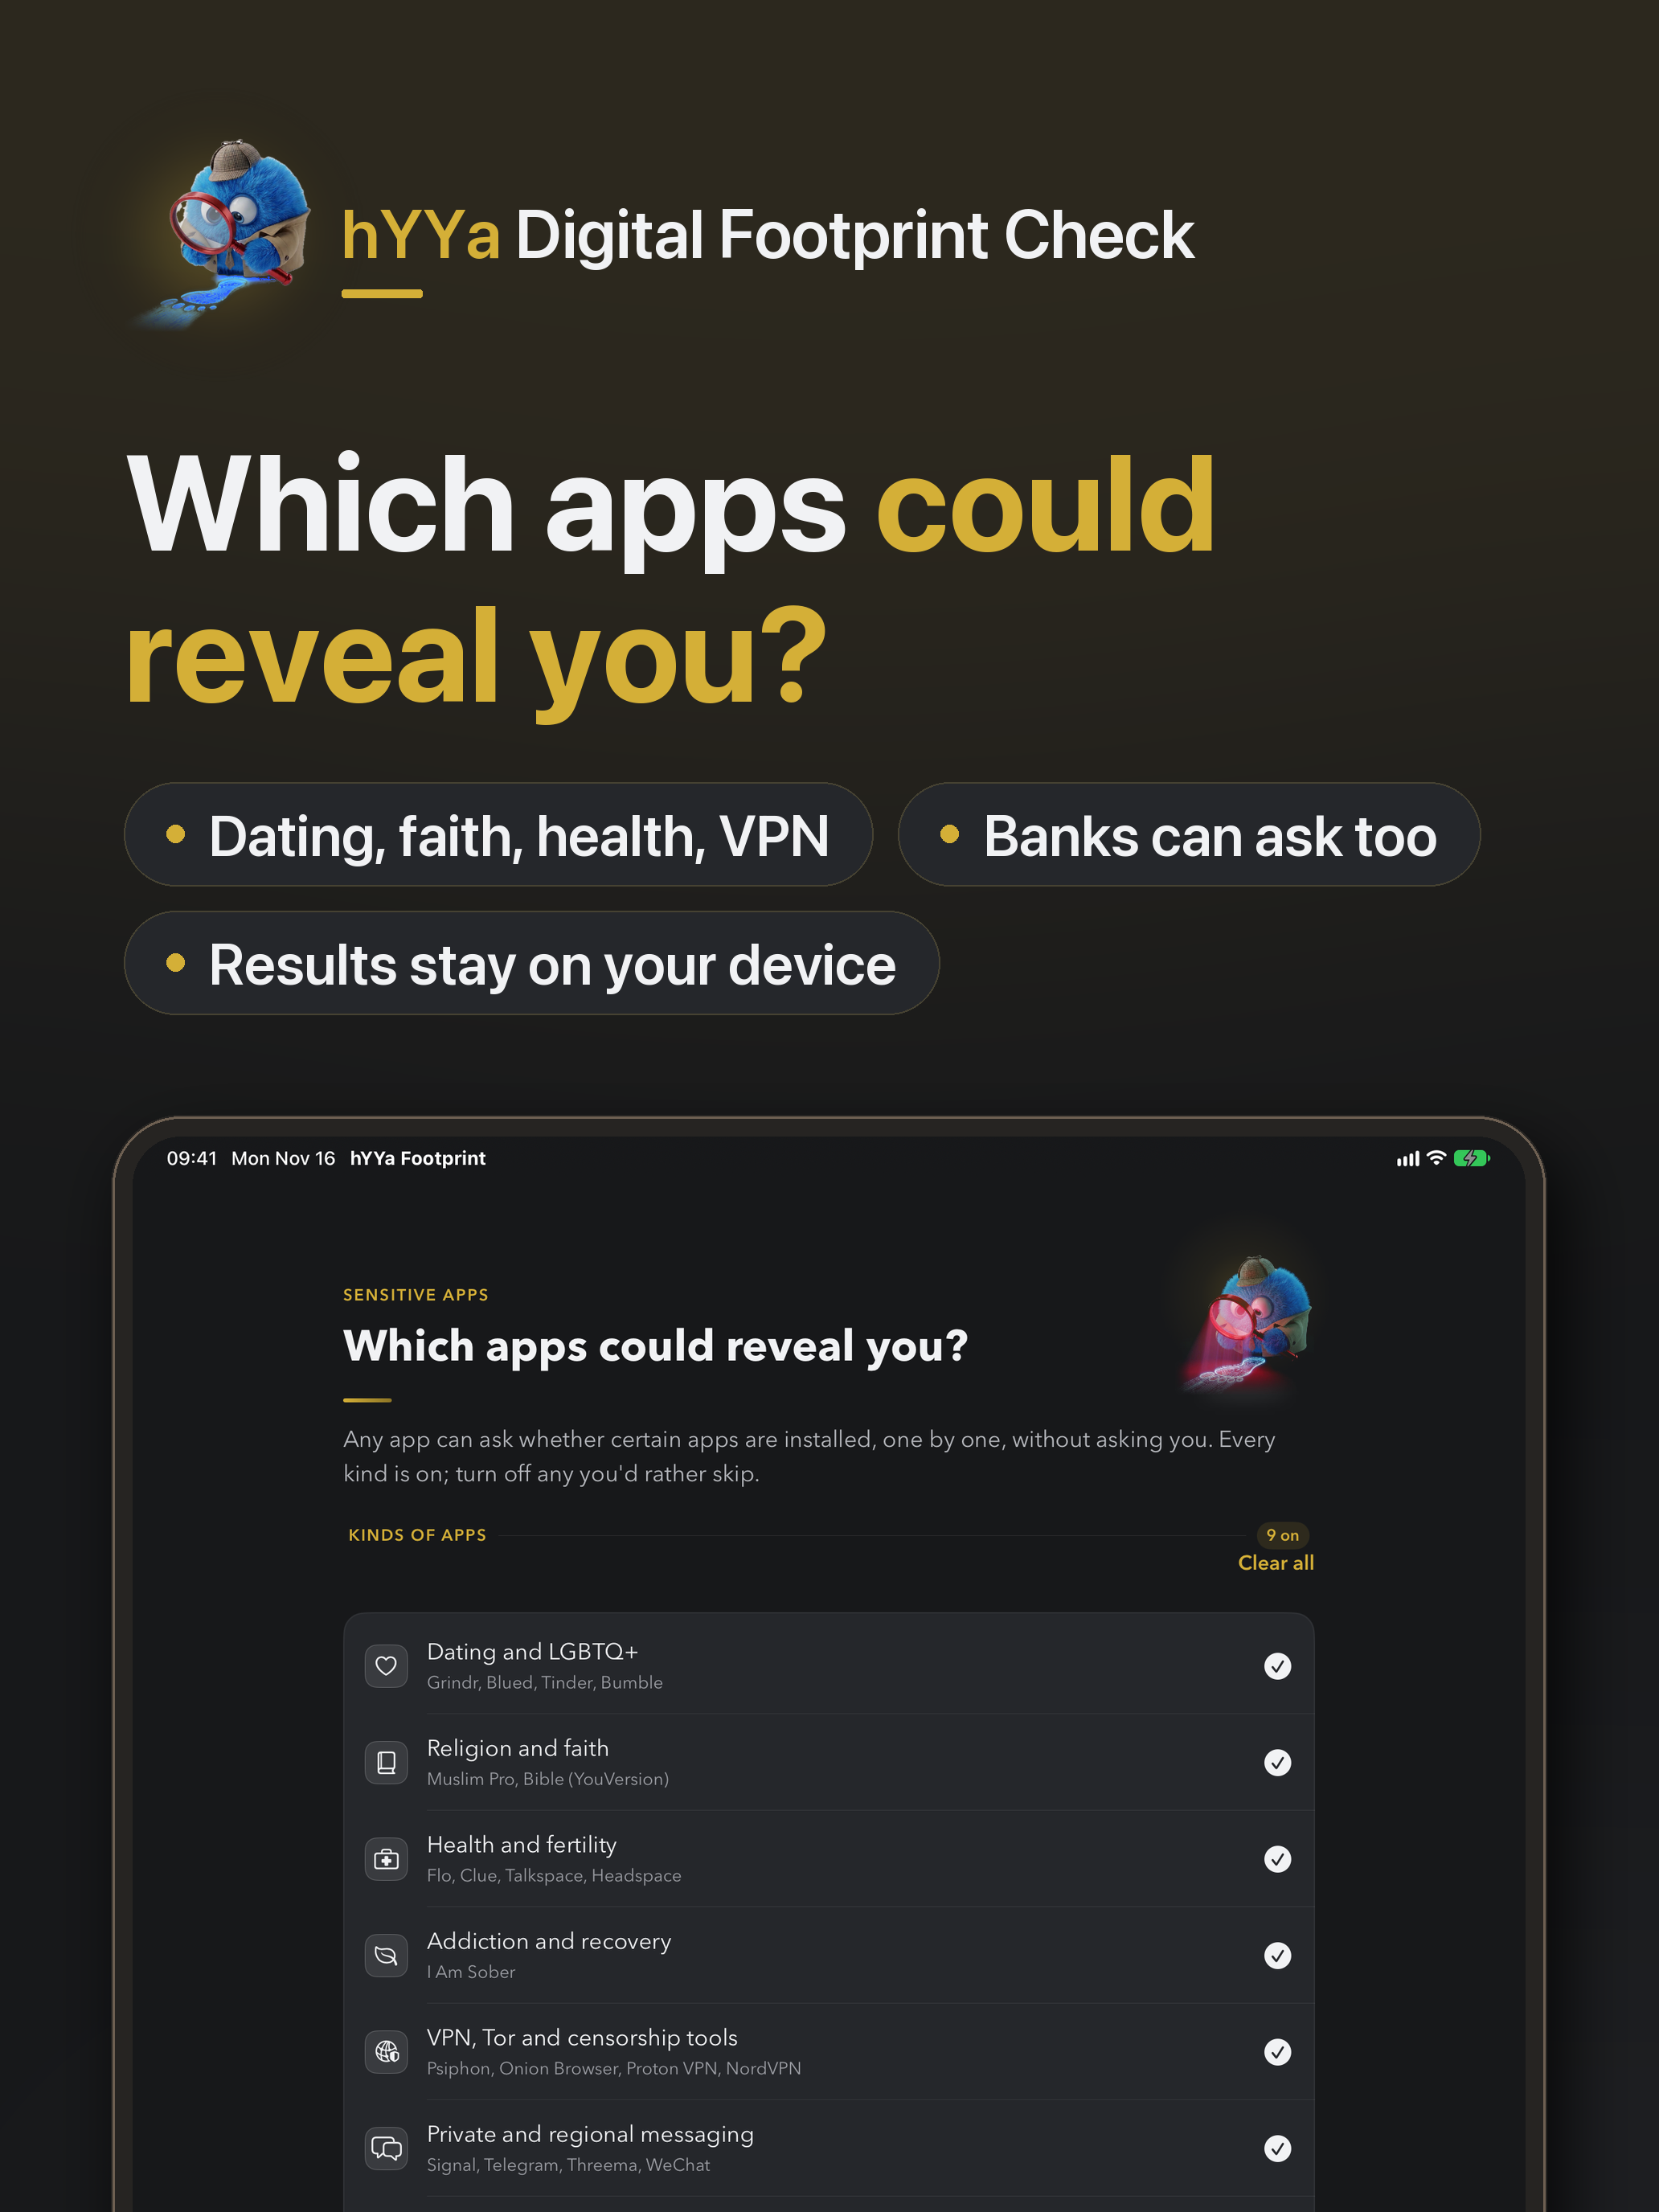 hYYa Digital Footprint Check
Which apps could
reveal you?
Dating, faith, health, VPN
Banks can ask too
Results stay on your device
09:41 Mon Nov 16 hYYa Footprint
SENSITIVE APPS
Which apps could reveal you?
Any app can ask whether certain apps are installed, one by one, without asking you. Every
kind is on; turn off any you'd rather skip.
KINDS OF APPS
9 on
Clear all
Dating and LGBTQ+
Grindr, Blued, Tinder, Bumble
Religion and faith
Muslim Pro, Bible (YouVersion)
Health and fertility
Flo, Clue, Talkspace, Headspace
Addiction and recovery
I Am Sober
VPN, Tor and censorship tools
Psiphon, Onion Browser, Proton VPN, NordVPN
Private and regional messaging
Signal, Telegram, Threema, WeChat